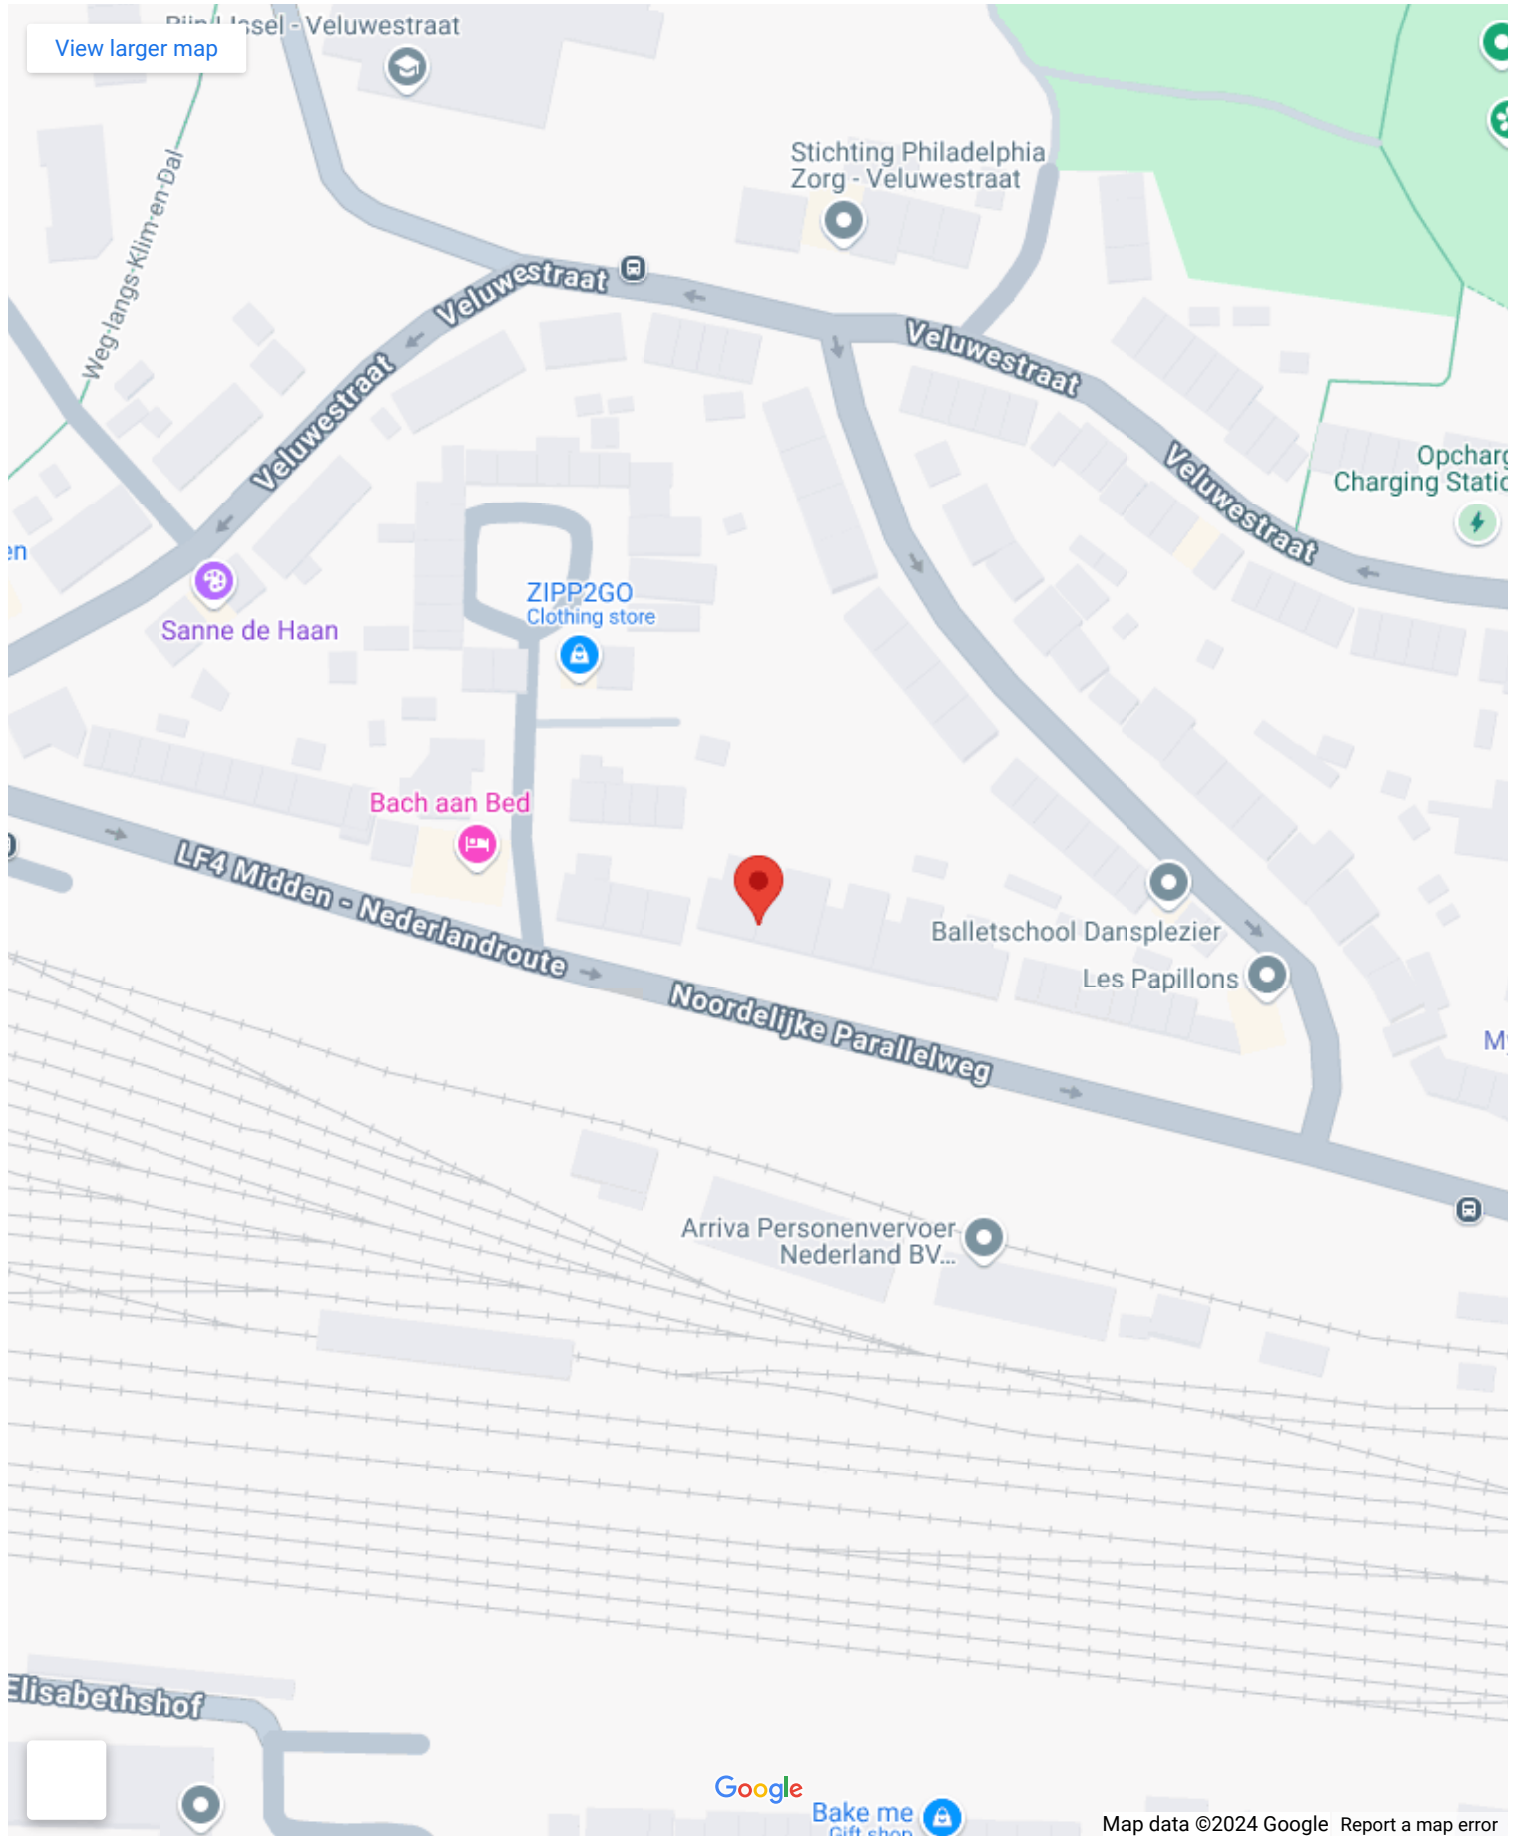 View larger map
Veluwestraat
Stichting Philadelphia
Zorg - Veluwestraat
Weg-langs-Klim-en-Dal
Veluwestraat
Veluwestraat
Veluwestraat
Veluwestraat
Charging
ZIPP2GO
Clothing store
Sanne de Haan
Bach aan Bed
LF4 Midden - Nederlandroute
Balletschool Dansplezier
Les Papillons
Noordelijke Parallelweg
Arriva Personenvervoer
Nederland BV...
Elisabethshof
Google
Bake me
Gift shop
Map data ©2024 Google
Report a map error